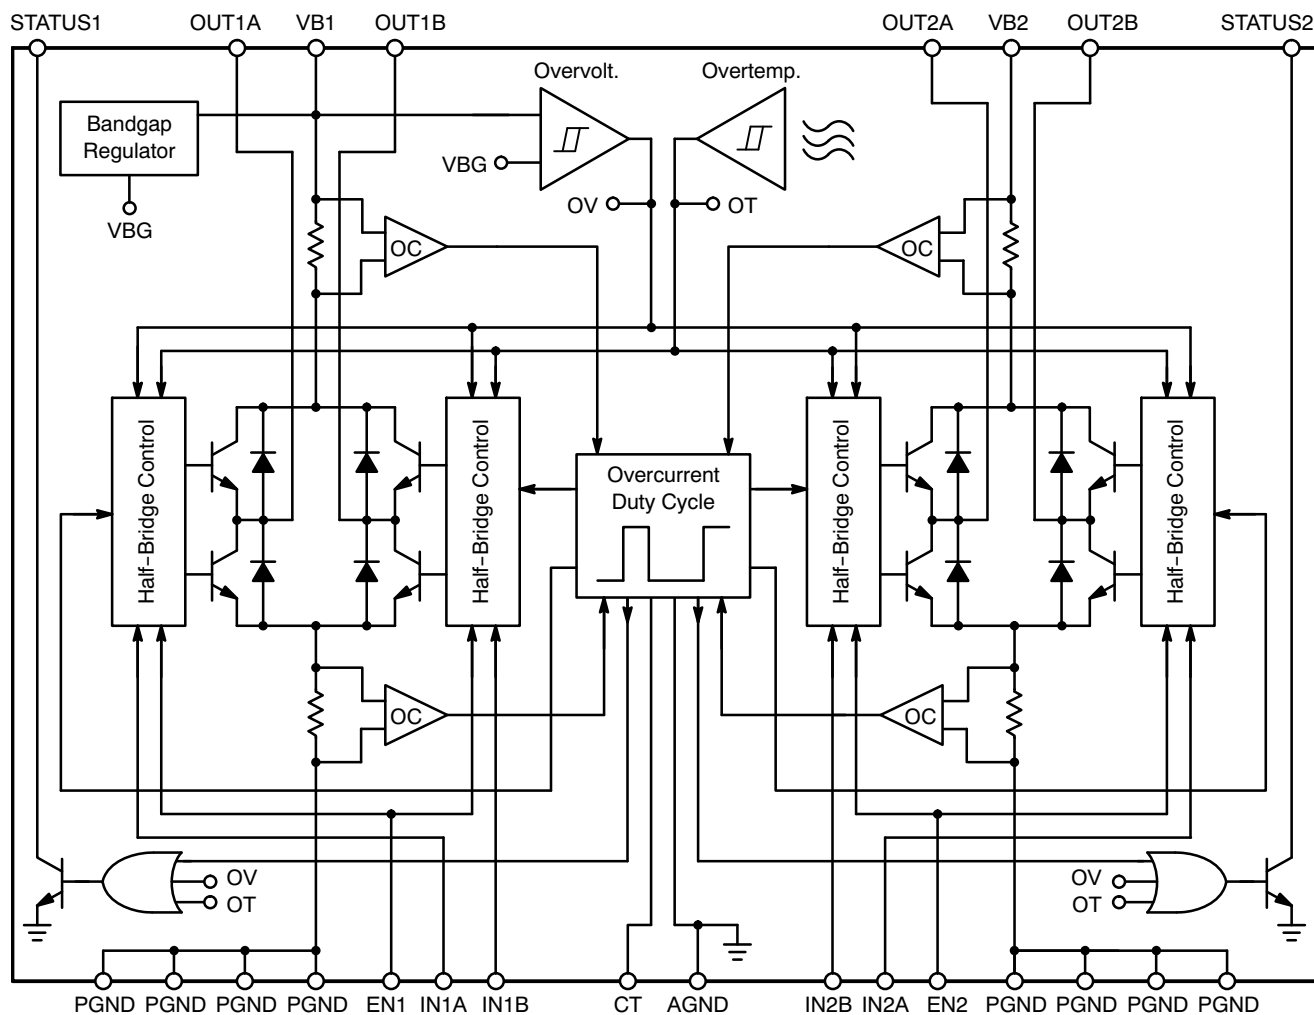 STATUS1 OUT1A VB1 OUT1B OUT2A VB2 OUT2B STATUS2
Overvolt. Overtemp.
Bandgap
Regulator
VBG
VBG
OV OT
OC OC
Half-Bridge Control
Half-Bridge Control
Overcurrent
Duty Cycle
Half-Bridge Control
Half-Bridge Control
OC OC
OV OV
OT OT
PGND PGND PGND PGND EN1 IN1A IN1B CT AGND IN2B IN2A EN2 PGND PGND PGND PGND